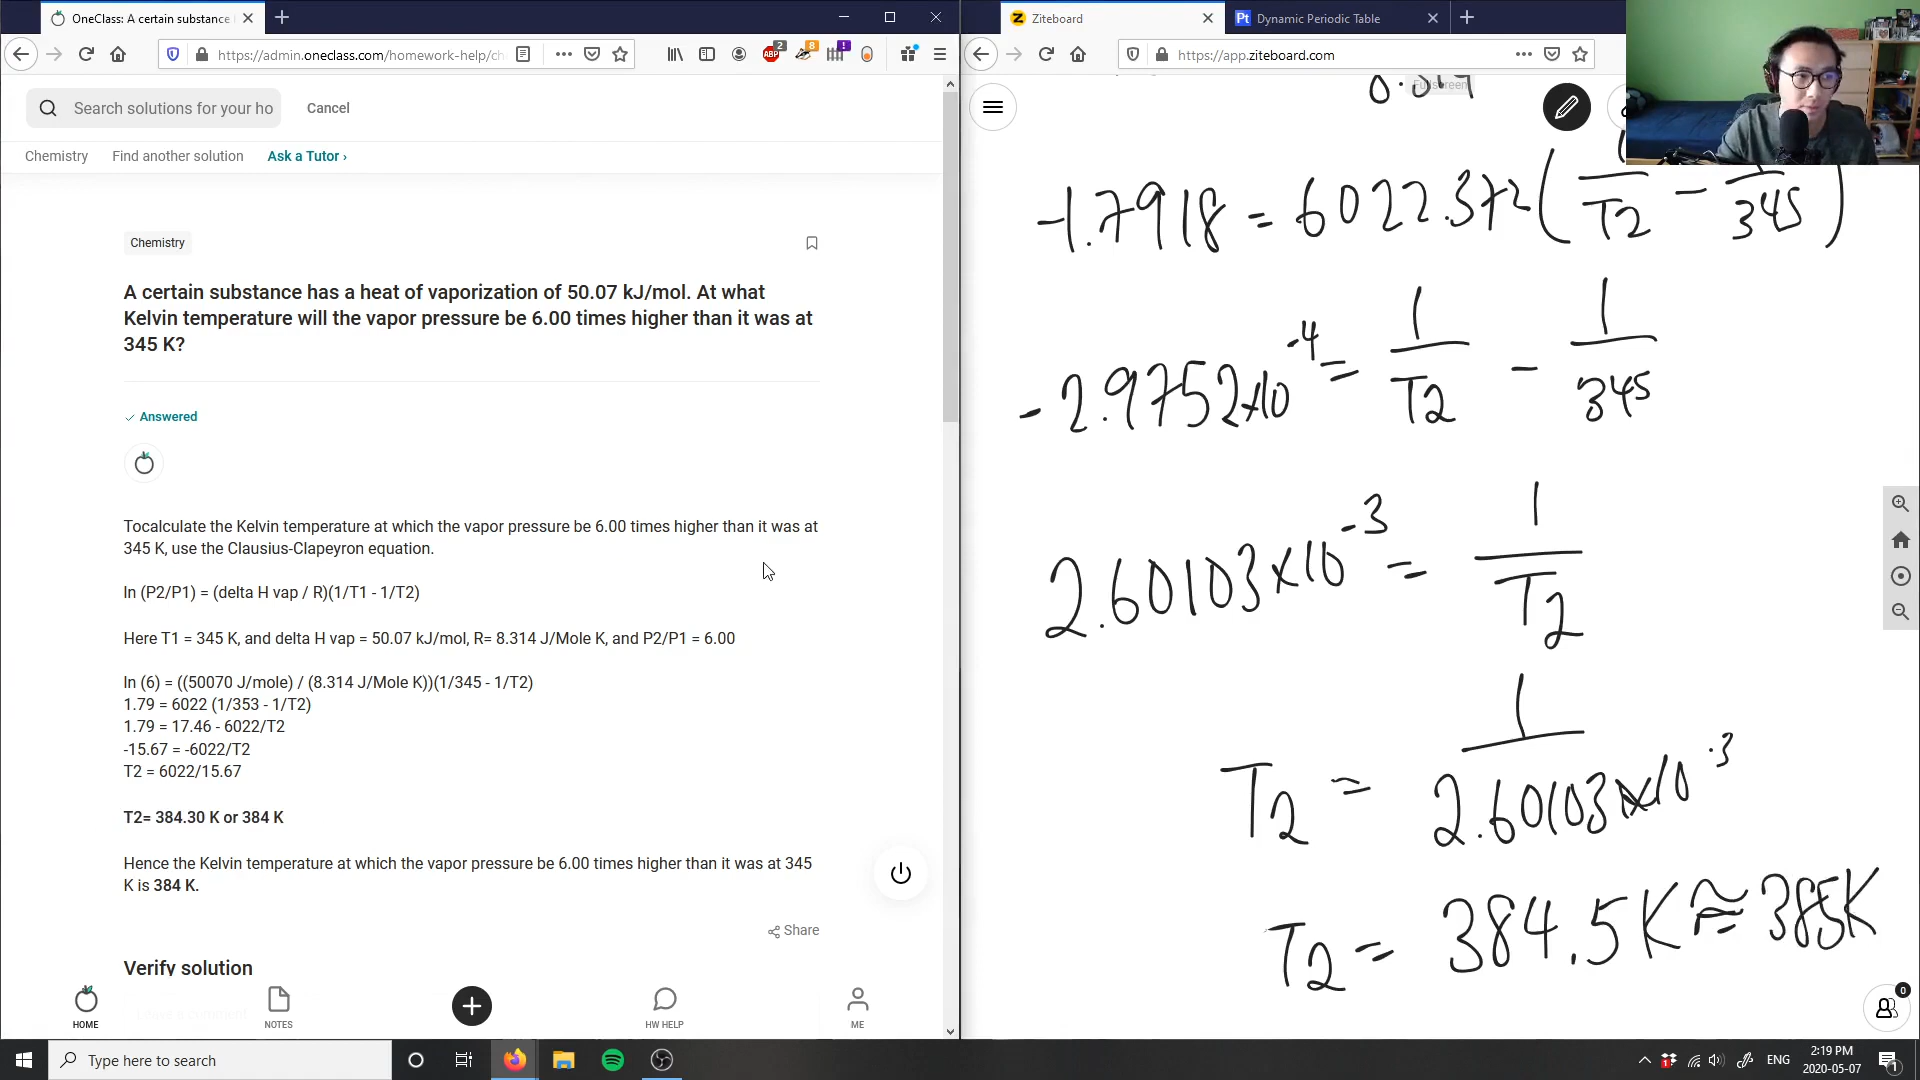 OneClass: A certain substance
https://admin.oneclass.com/homework-help/ch
Search solutions for your ho
Cancel
Chemistry
Find another solution
Ask a Tutor ›
Chemistry
A certain substance has a heat of vaporization of 50.07 kJ/mol. At what
Kelvin temperature will the vapor pressure be 6.00 times higher than it was at
345 K?
Answered
Tocalculate the Kelvin temperature at which the vapor pressure be 6.00 times higher than it was at
345 K, use the Clausius-Clapeyron equation.
In (P2/P1) = (delta H vap / R)(1/T1 - 1/T2)
Here T1 = 345 K, and delta H vap = 50.07 kJ/mol, R= 8.314 J/Mole K, and P2/P1 = 6.00
In (6) = ((50070 J/mole) / (8.314 J/Mole K))(1/345 - 1/T2)
1.79 = 6022 (1/353 - 1/T2)
1.79 = 17.46 - 6022/T2
-15.67 = -6022/T2
T2 = 6022/15.67
T2= 384.30 K or 384 K
Hence the Kelvin temperature at which the vapor pressure be 6.00 times higher than it was at 345
K is 384 K.
Share
Verify solution
HOME
NOTES
HW HELP
ME
Ziteboard
Pt Dynamic Periodic Table
https://app.ziteboard.com
Fullscreen
-1.7918 = 6022.372 (1/T2 - 1/345)
-2.9752×10^-4 = 1/T2 - 1/345
2.60103×10^-3 = 1/T2
T2 = 1/2.60103×10^-3
T2 = 384.5K ≈ 385K
0
ABP
2
8
1
Type here to search
ENG
2:19 PM
2020-05-07
1